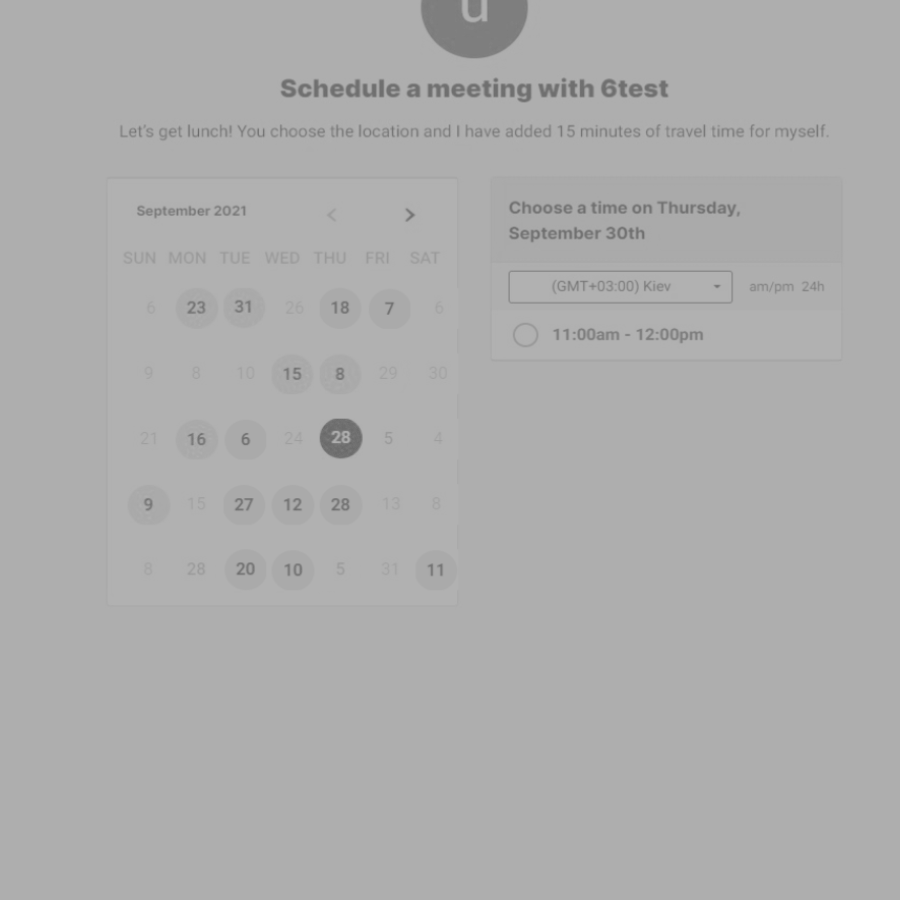 u
Schedule a meeting with 6test
Let's get lunch! You choose the location and I have added 15 minutes of travel time for myself.
September 2021
SUN MON TUE WED THU FRI SAT
6 23 31 26 18 7 6
9 8 10 15 8 29 30
21 16 6 24 28 5 4
9 15 27 12 28 13 8
8 28 20 10 5 31 11
Choose a time on Thursday,
September 30th
(GMT+03:00) Kiev am/pm 24h
11:00am - 12:00pm